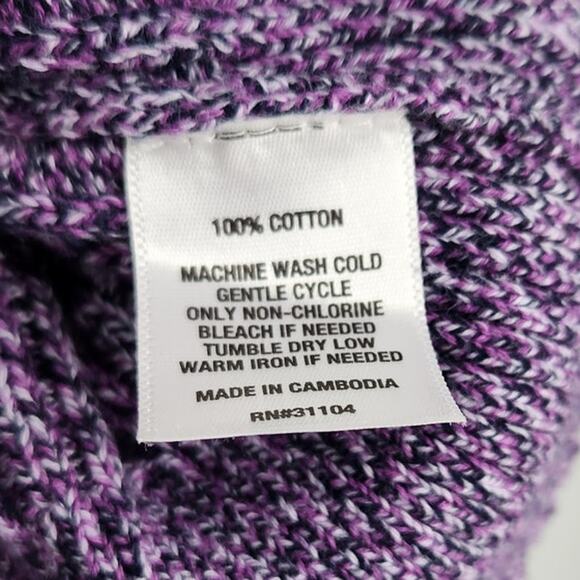 100% COTTON
MACHINE WASH COLD
GENTLE CYCLE
ONLY NON-CHLORINE
BLEACH IF NEEDED
TUMBLE DRY LOW
WARM IRON IF NEEDED
MADE IN CAMBODIA
RN#31104